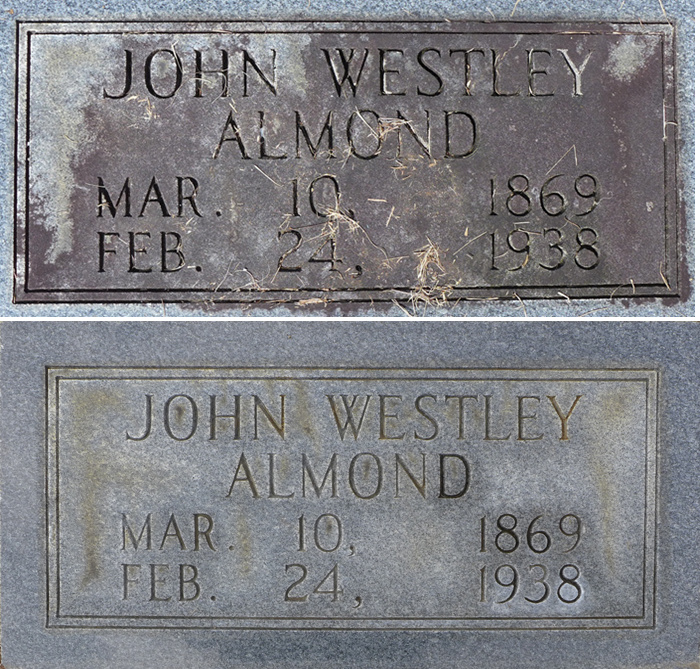 JOHN WESTLEY
ALMOND
MAR. 10, 1869
FEB. 24, 1938
JOHN WESTLEY
ALMOND
MAR. 10, 1869
FEB. 24, 1938